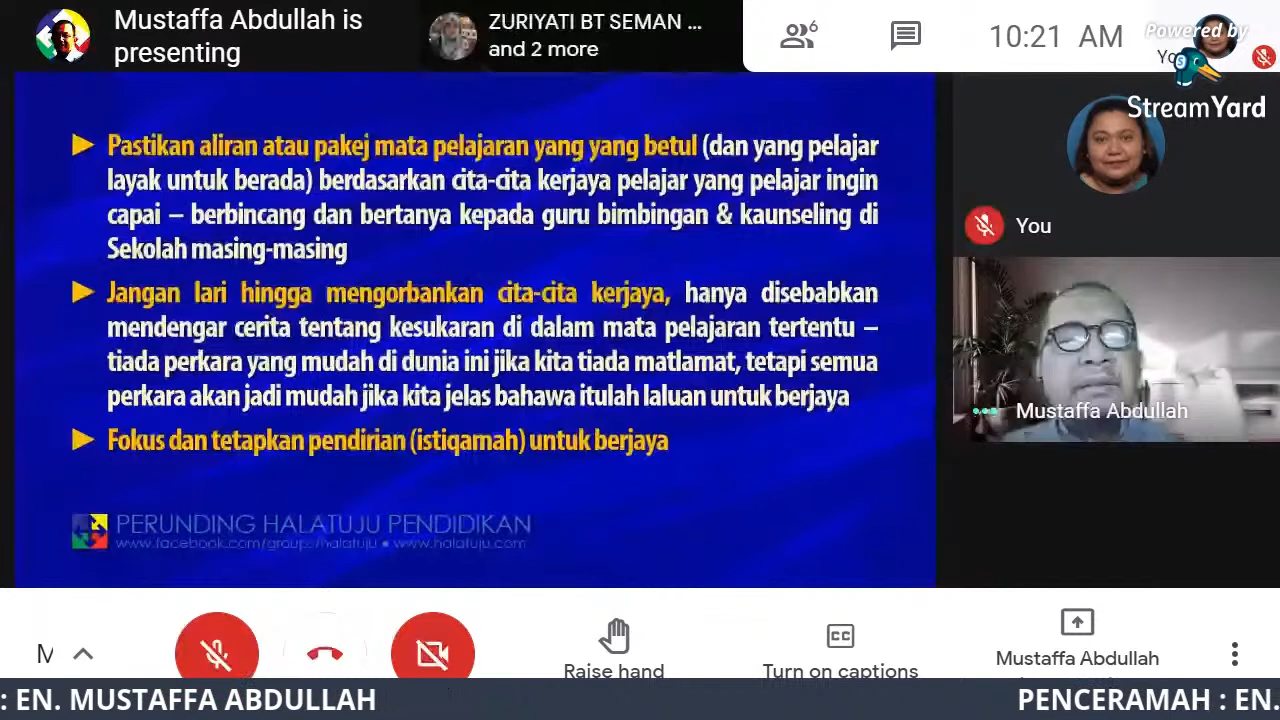 Mustaffa Abdullah is
presenting
ZURIYATI BT SEMAN ...
and 2 more
6
10:21 AM
Powered by
StreamYard
Pastikan aliran atau pakej mata pelajaran yang yang betul (dan yang pelajar
layak untuk berada) berdasarkan cita-cita kerjaya pelajar yang pelajar ingin
capai – berbincang dan bertanya kepada guru bimbingan & kaunseling di
Sekolah masing-masing
Jangan lari hingga mengorbankan cita-cita kerjaya, hanya disebabkan
mendengar cerita tentang kesukaran di dalam mata pelajaran tertentu –
tiada perkara yang mudah di dunia ini jika kita tiada matlamat, tetapi semua
perkara akan jadi mudah jika kita jelas bahawa itulah laluan untuk berjaya
Fokus dan tetapkan pendirian (istiqamah) untuk berjaya
PERUNDING HALATUJU PENDIDIKAN
www.facebook.com/groups/halatuju • www.halatuju.com
You
Mustaffa Abdullah
M
Raise hand
CC
Turn on captions
Mustaffa Abdullah
: EN. MUSTAFFA ABDULLAH
PENCERAMAH : EN.